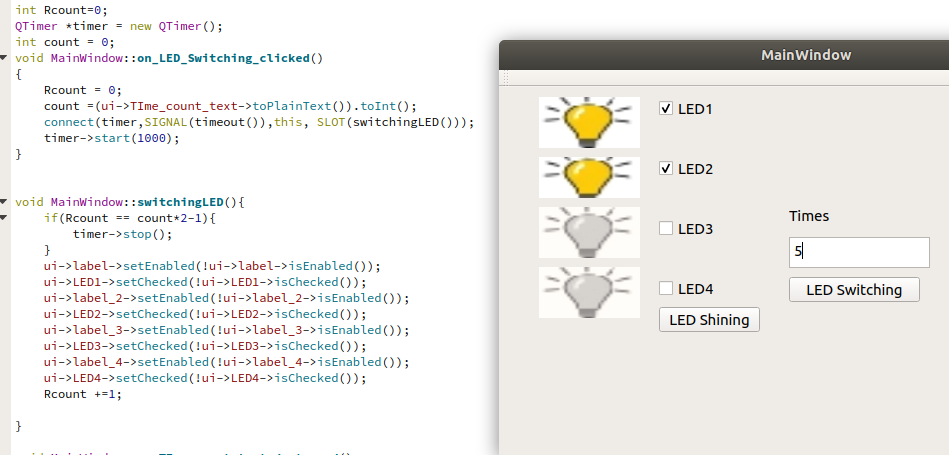 int Rcount=0;
QTimer *timer = new QTimer();
int count = 0;
void MainWindow::on_LED_Switching_clicked()
{
    Rcount = 0;
    count =(ui->TIme_count_text->toPlainText()).toInt();
    connect(timer,SIGNAL(timeout()),this, SLOT(switchingLED()));
    timer->start(1000);
}
void MainWindow::switchingLED(){
    if(Rcount == count*2-1){
        timer->stop();
    }
    ui->label->setEnabled(!ui->label->isEnabled());
    ui->LED1->setChecked(!ui->LED1->isChecked());
    ui->label_2->setEnabled(!ui->label_2->isEnabled());
    ui->LED2->setChecked(!ui->LED2->isChecked());
    ui->label_3->setEnabled(!ui->label_3->isEnabled());
    ui->LED3->setChecked(!ui->LED3->isChecked());
    ui->label_4->setEnabled(!ui->label_4->isEnabled());
    ui->LED4->setChecked(!ui->LED4->isChecked());
    Rcount +=1;
}
MainWindow
LED1
LED2
LED3
LED4
LED Shining
Times
5
LED Switching